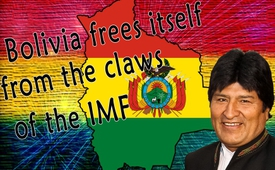 Bolivia frees itself
from the claws
of the IMF